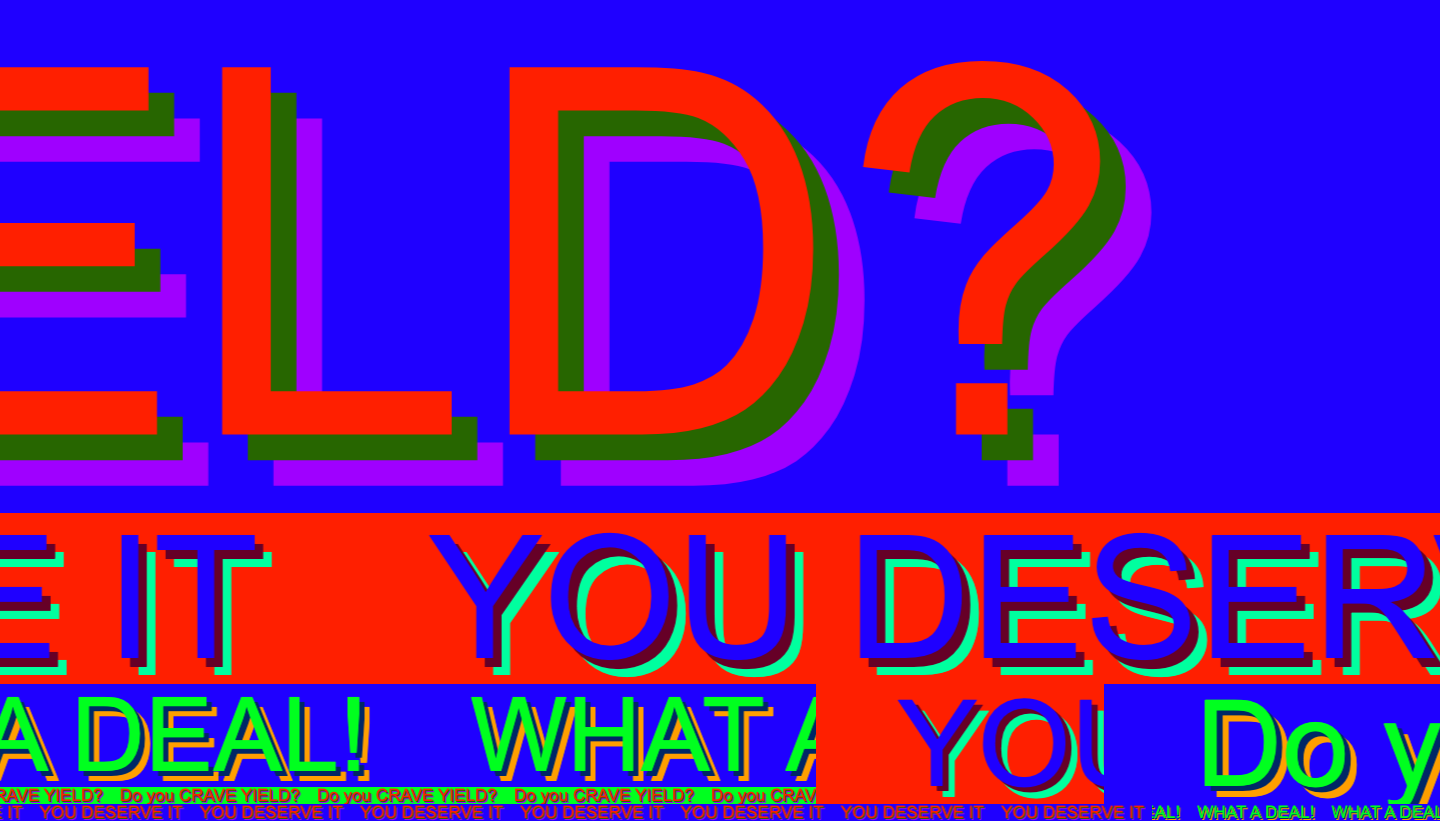 ELD?
E IT YOU DESER
A DEAL! WHAT A
YOU
Do y
RAVE YIELD? Do you CRAVE YIELD? Do you CRAVE YIELD? Do you CRAVE YIELD? Do you CRAV
IT YOU DESERVE IT YOU DESERVE IT YOU DESERVE IT YOU DESERVE IT YOU DESERVE IT YOU DESERVE IT YOU DESERVE IT
EAL! WHAT A DEAL! WHAT A DEAL